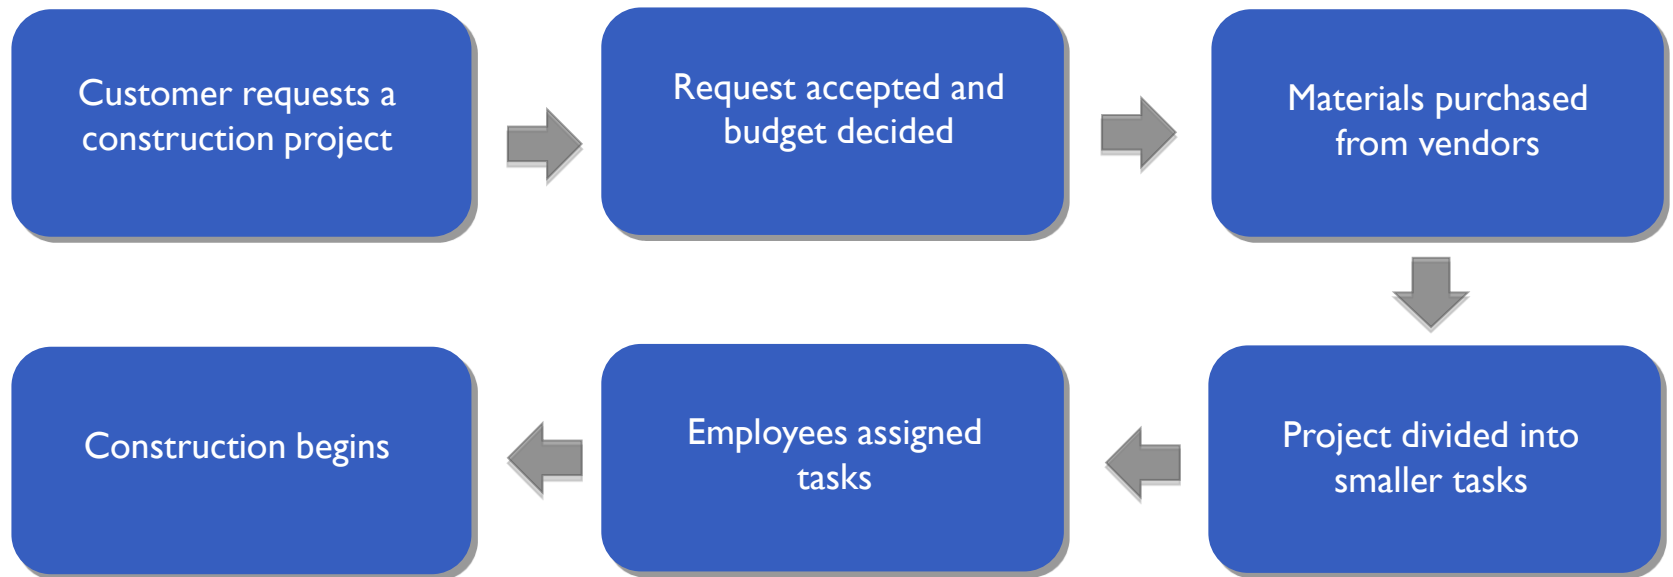 Customer requests a
construction project
Request accepted and
budget decided
Materials purchased
from vendors
Project divided into
smaller tasks
Employees assigned
tasks
Construction begins